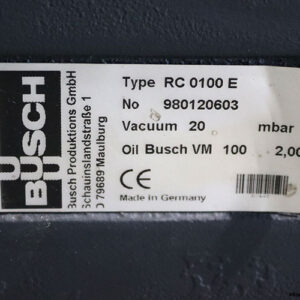 BUSCH
Busch Produktions GmbH
Schauinslandstraße 1
D 79689 Maulburg
Type RC 0100 E
No 980120603
Vacuum 20 mbar
Oil Busch VM 100 2,00
CE
Made in Germany